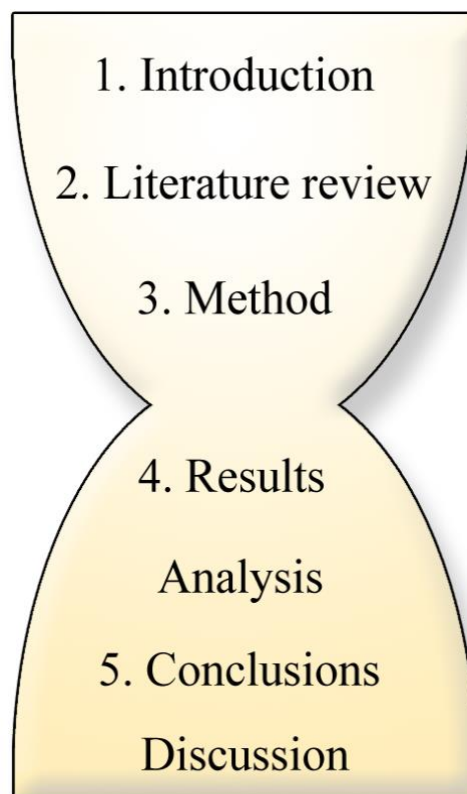 1. Introduction
2. Literature review
3. Method
4. Results
Analysis
5. Conclusions
Discussion